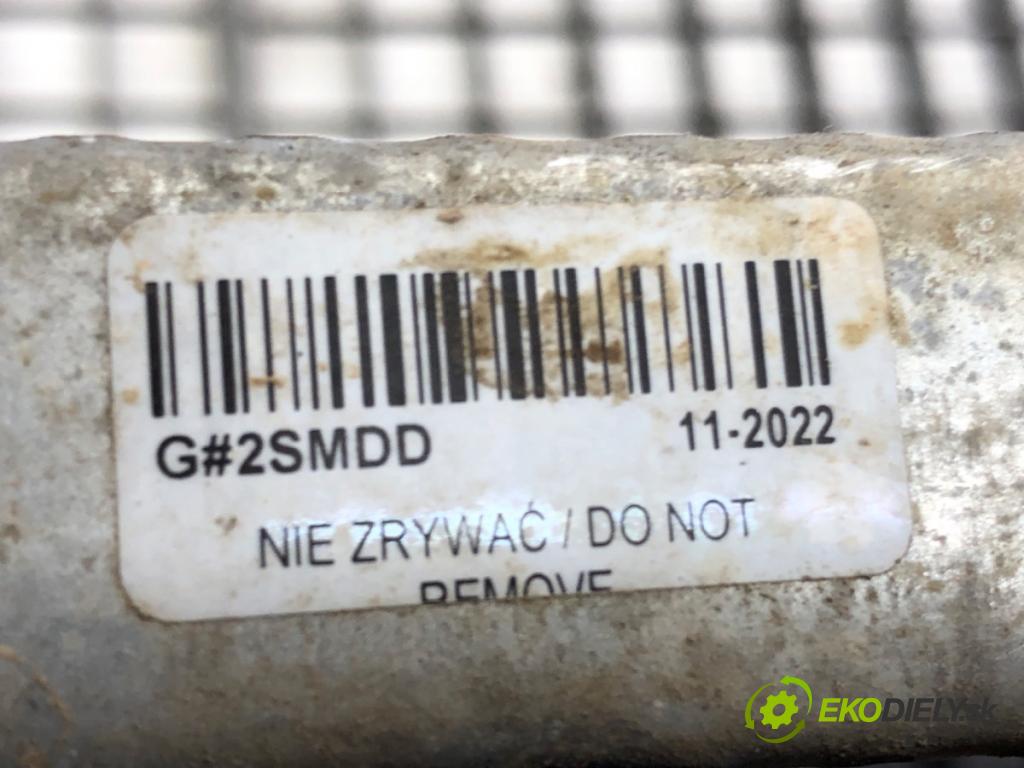 G#2SMDD 11-2022
NIE ZRYWAĆ / DO NOT
REMOVE
EKODIELY.sk